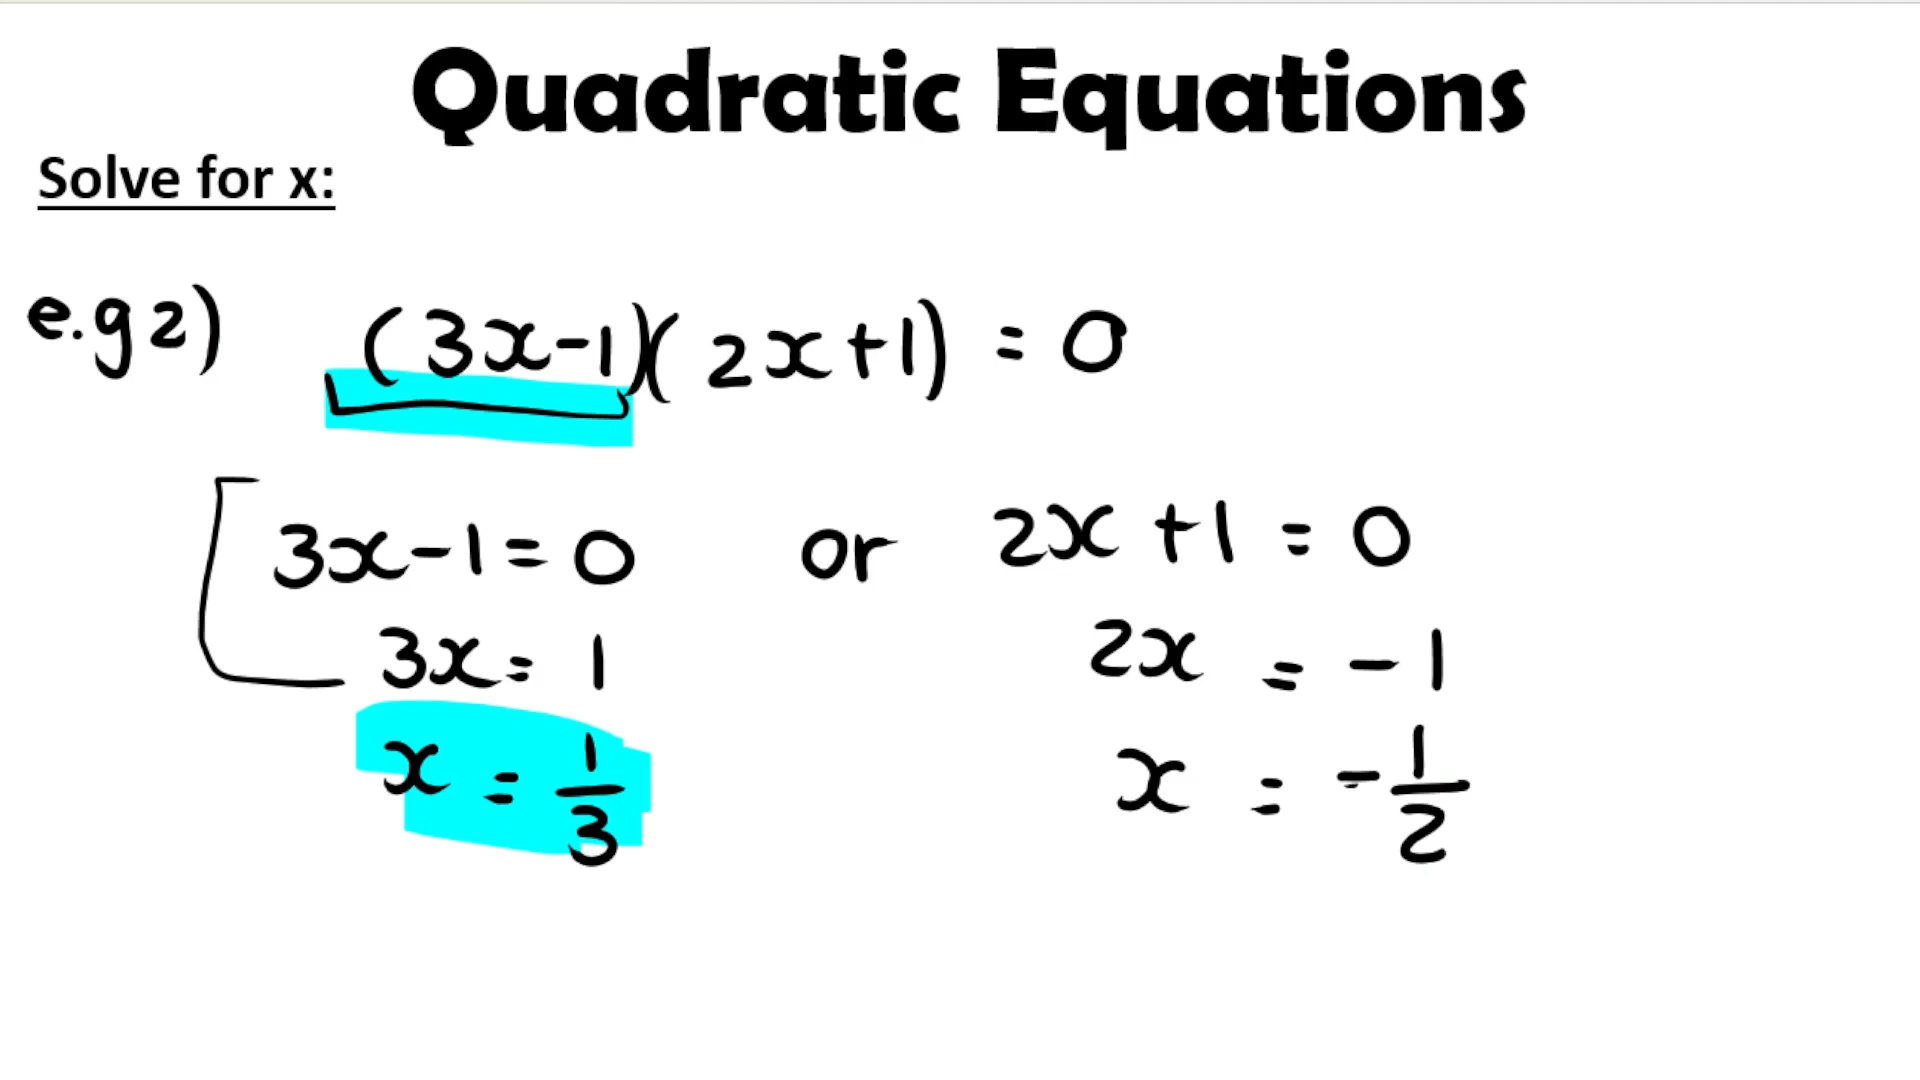 Quadratic Equations
Solve for x:
e.g 2) (3x-1)(2x+1) = 0
3x-1=0 or 2x+1=0
3x=1 2x=-1
x=1/3 x=-1/2